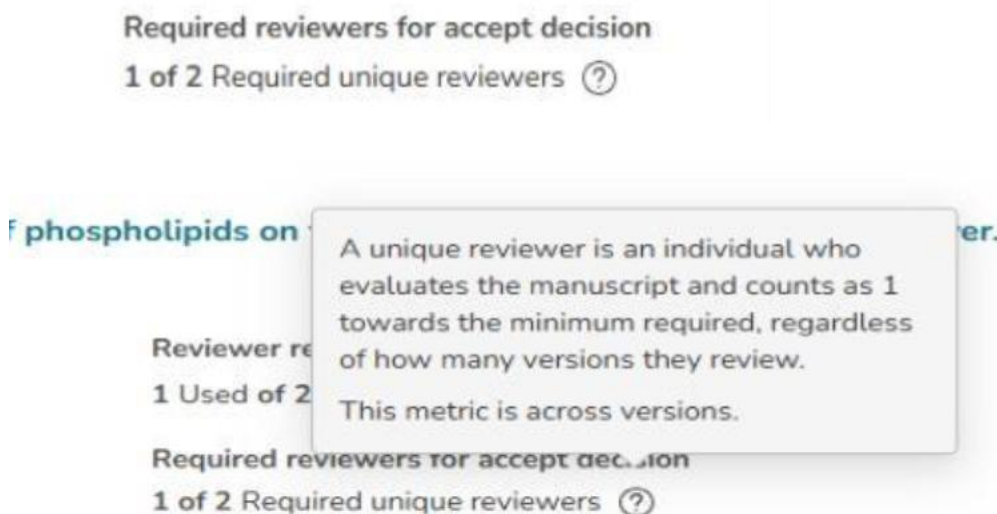 Required reviewers for accept decision
1 of 2 Required unique reviewers ?
f phospholipids on
er.
A unique reviewer is an individual who
evaluates the manuscript and counts as 1
towards the minimum required, regardless
of how many versions they review.
This metric is across versions.
Reviewer re
1 Used of 2
Required reviewers for accept decision
1 of 2 Required unique reviewers ?